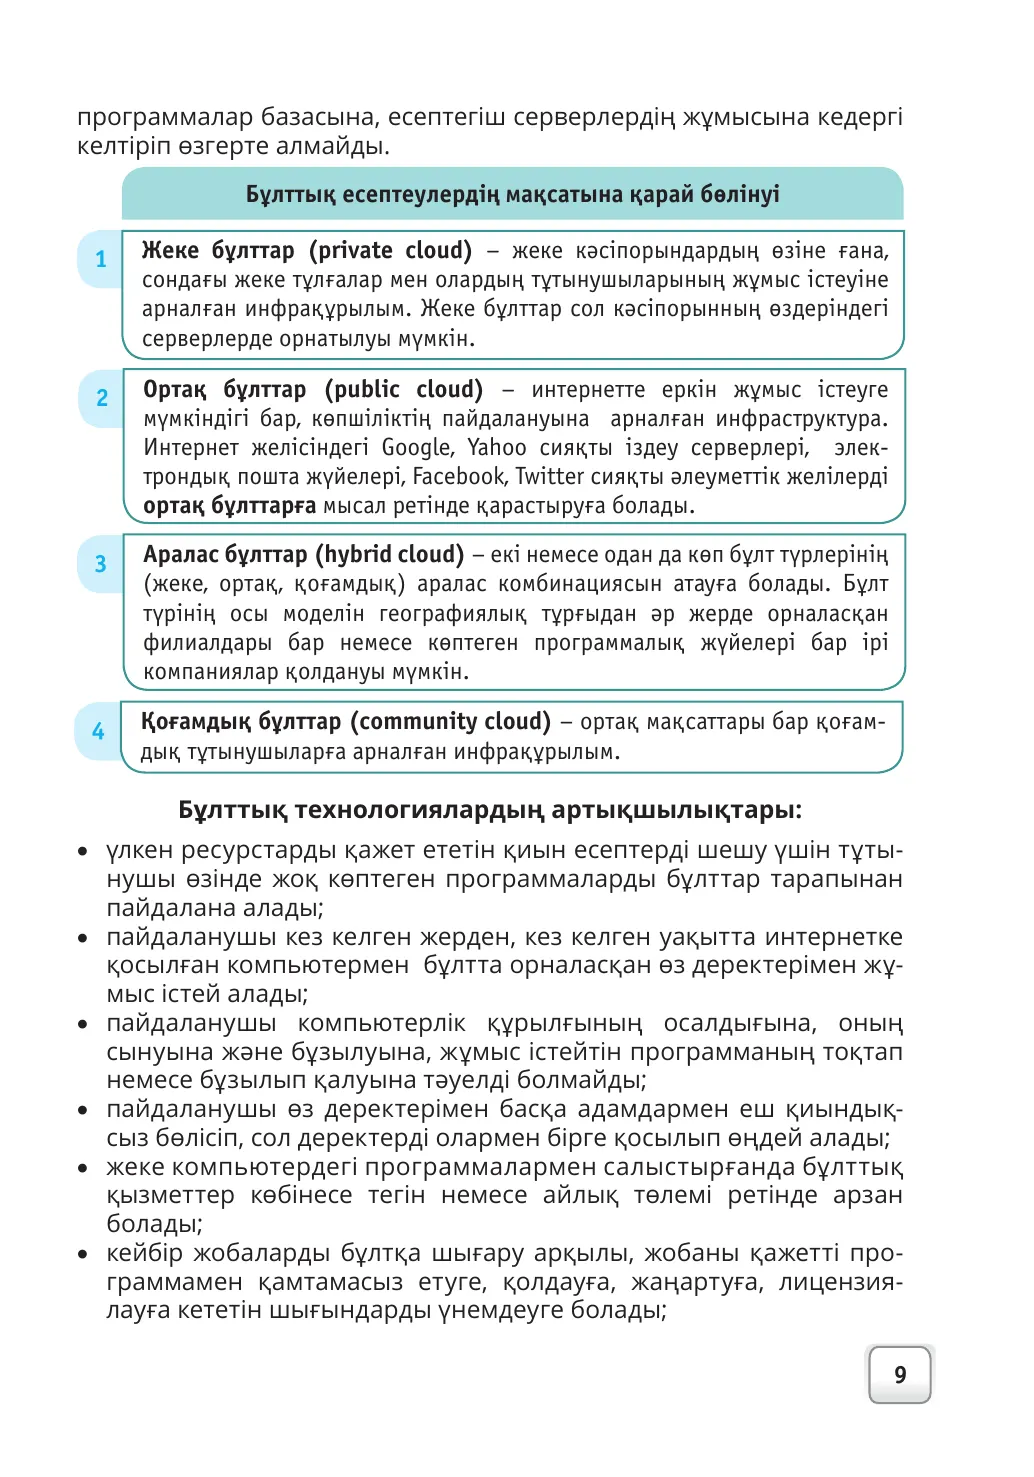 программалар базасына, есептегіш серверлердің жұмысына кедергі
келтіріп өзгерте алмайды.
Бұлттық есептеулердің мақсатына қарай бөлінуі
1
Жеке бұлттар (private cloud) – жеке кәсіпорындардың өзіне ғана,
сондағы жеке тұлғалар мен олардың тұтынушыларының жұмыс істеуіне
арналған инфрақұрылым. Жеке бұлттар сол кәсіпорынның өздеріндегі
серверлерде орнатылуы мүмкін.
2
Ортақ бұлттар (public cloud) – интернетте еркін жұмыс істеуге
мүмкіндігі бар, көпшіліктің пайдалануына арналған инфраструктура.
Интернет желісіндегі Google, Yahoo сияқты іздеу серверлері, элек-
трондық пошта жүйелері, Facebook, Twitter сияқты әлеуметтік желілерді
ортақ бұлттарға мысал ретінде қарастыруға болады.
3
Аралас бұлттар (hybrid cloud) – екі немесе одан да көп бұлт түрлерінің
(жеке, ортақ, қоғамдық) аралас комбинациясын атауға болады. Бұлт
түрінің осы моделін географиялық тұрғыдан әр жерде орналасқан
филиалдары бар немесе көптеген программалық жүйелері бар ірі
компаниялар қолдануы мүмкін.
4
Қоғамдық бұлттар (community cloud) – ортақ мақсаттары бар қоғам-
дық тұтынушыларға арналған инфрақұрылым.
Бұлттық технологиялардың артықшылықтары:
• үлкен ресурстарды қажет ететін қиын есептерді шешу үшін тұты-
нушы өзінде жоқ көптеген программаларды бұлттар тарапынан
пайдалана алады;
• пайдаланушы кез келген жерден, кез келген уақытта интернетке
қосылған компьютермен бұлтта орналасқан өз деректерімен жұ-
мыс істей алады;
• пайдаланушы компьютерлік құрылғының осалдығына, оның
сынуына және бұзылуына, жұмыс істейтін программаның тоқтап
немесе бұзылып қалуына тәуелді болмайды;
• пайдаланушы өз деректерімен басқа адамдармен еш қиындық-
сыз бөлісіп, сол деректерді олармен бірге қосылып өңдей алады;
• жеке компьютердегі программалармен салыстырғанда бұлттық
қызметтер көбінесе тегін немесе айлық төлемі ретінде арзан
болады;
• кейбір жобаларды бұлтқа шығару арқылы, жобаны қажетті про-
граммамен қамтамасыз етуге, қолдауға, жаңартуға, лицензия-
лауға кететін шығындарды үнемдеуге болады;
9